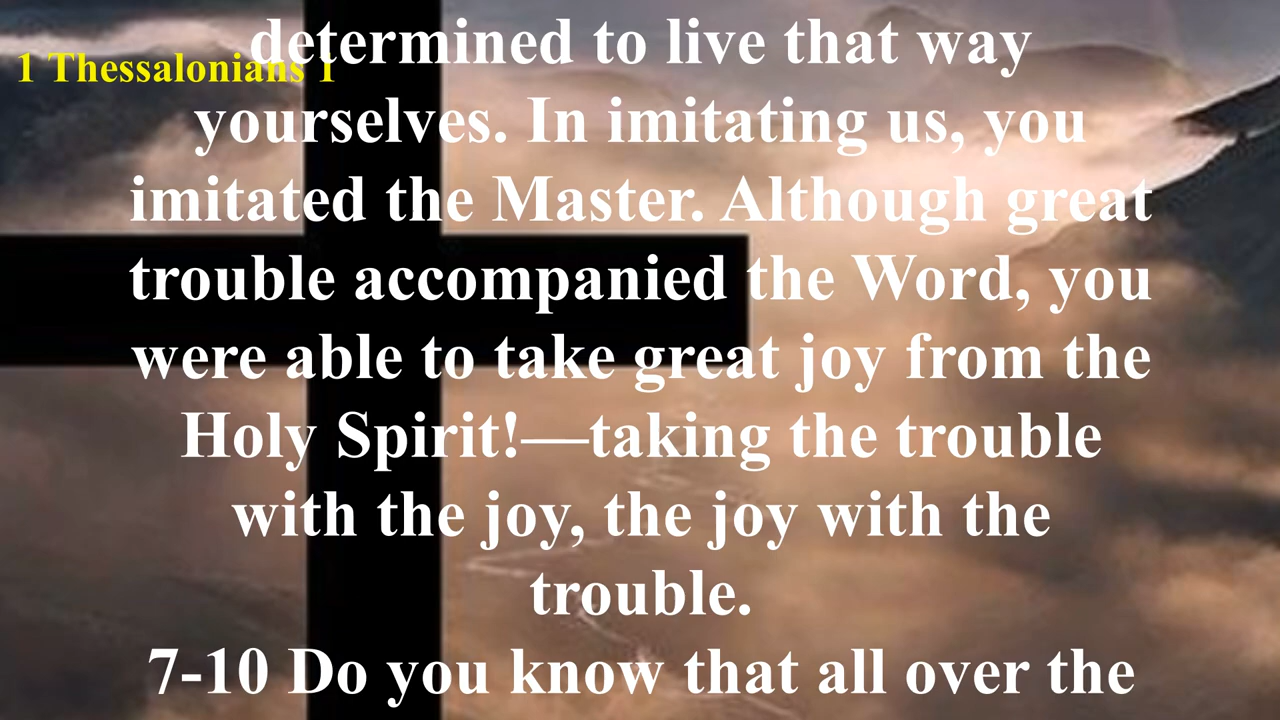 1 Thessalonians 1
determined to live that way
yourselves. In imitating us, you
imitated the Master. Although great
trouble accompanied the Word, you
were able to take great joy from the
Holy Spirit!—taking the trouble
with the joy, the joy with the
trouble.
7-10 Do you know that all over the